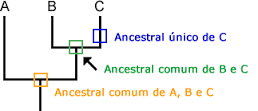 A B C
Ancestral único de C
Ancestral comum de B e C
Ancestral comum de A, B e C